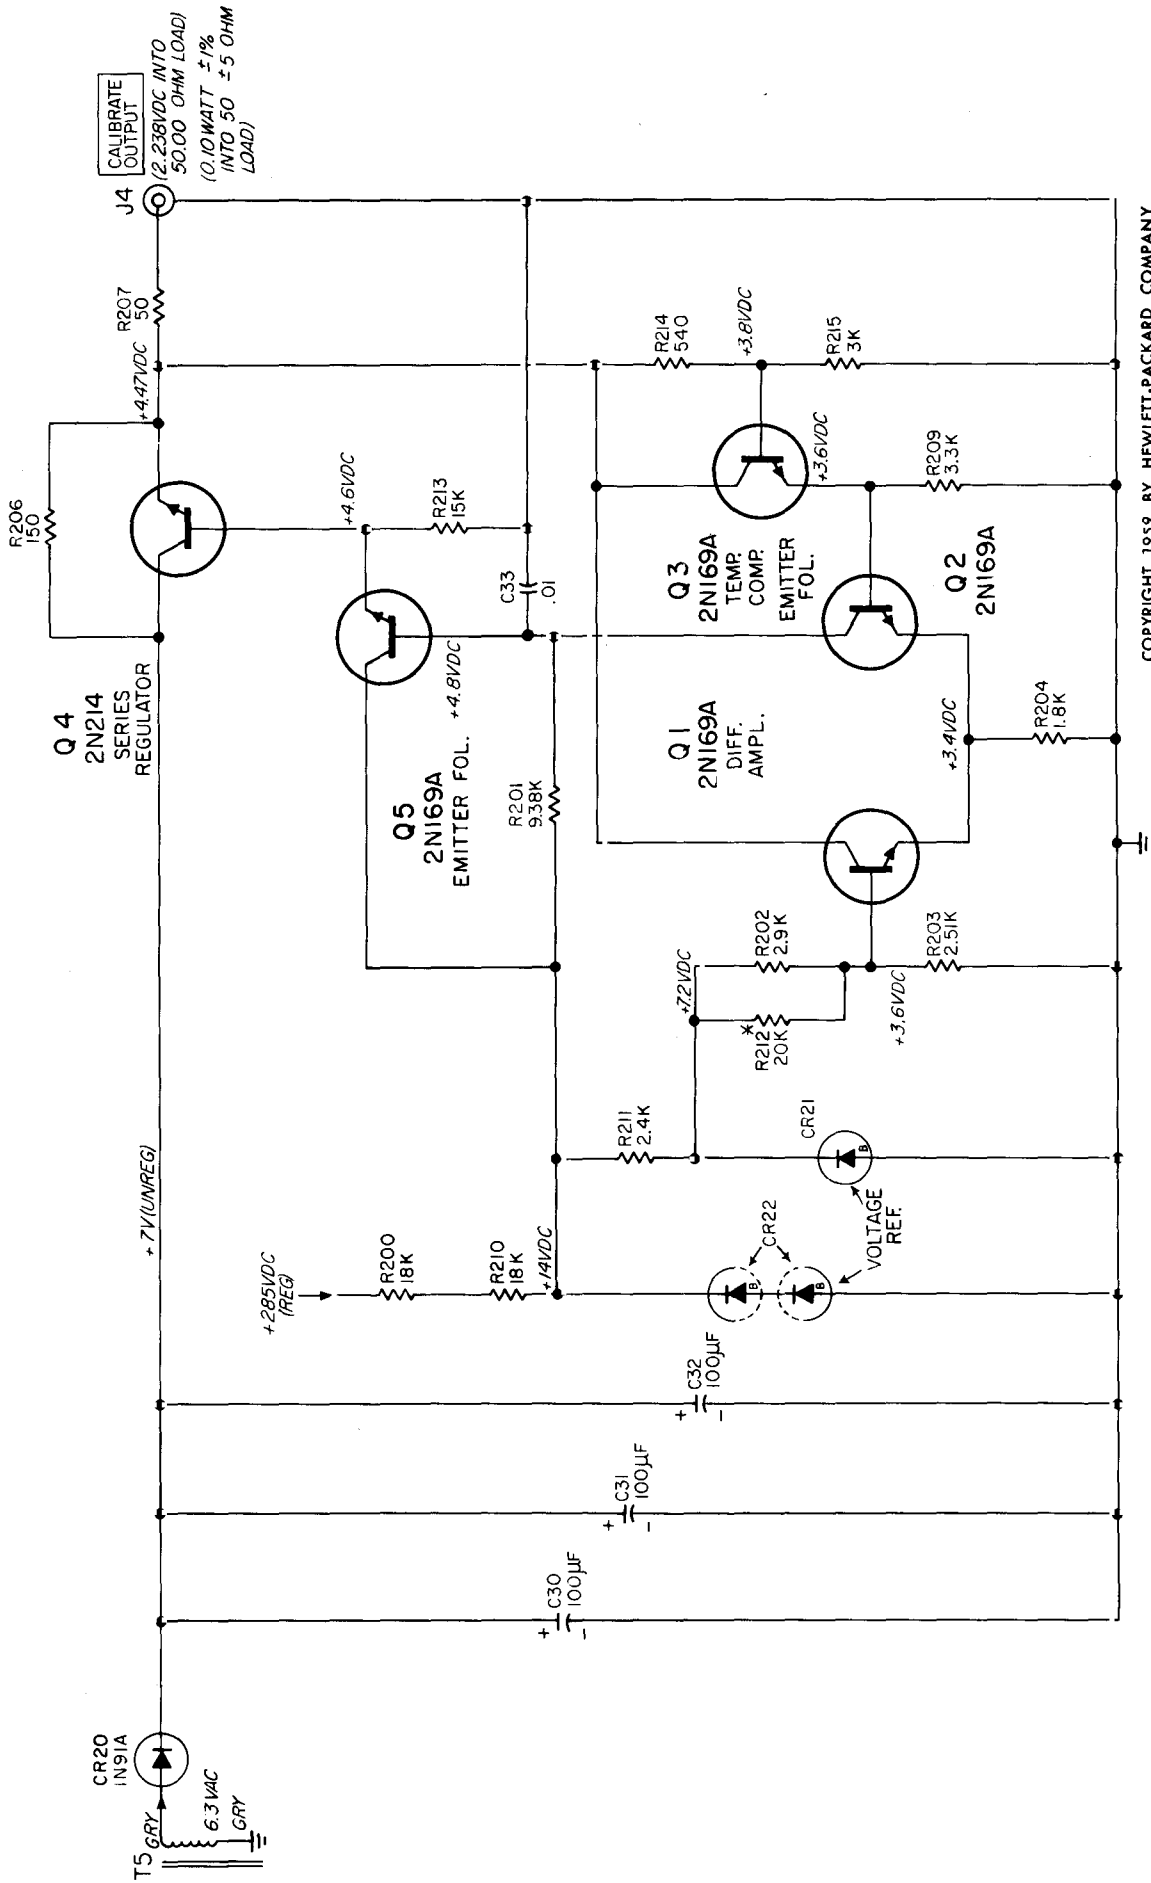 CALIBRATE
OUTPUT
J4
(2.238VDC INTO
50.00 OHM LOAD)
(0.10 WATT ±1%
INTO 50 ±5 OHM
LOAD)
R207
50
+4.47VDC
R206
150
Q4
2N214
SERIES
REGULATOR
+4.6VDC
R213
15K
C33
.01
Q5
2N169A
EMITTER FOL.
+4.8VDC
R201
9.38K
R214
540
+3.8VDC
R215
3K
Q3
2N169A
TEMP.
COMP.
EMITTER
FOL.
+3.6VDC
R209
3.3K
Q2
2N169A
Q1
2N169A
DIFF.
AMPL.
+3.4VDC
R204
1.8K
+7.2VDC
R202
2.9K
*
R212
20K
R203
2.51K
+3.6VDC
R211
2.4K
CR21
B
VOLTAGE
REF.
CR22
B
B
+7V(UNREG)
+285VDC
(REG)
R200
18K
R210
18K
+14VDC
C32
100µF
+
-
C31
100µF
+
-
C30
100µF
+
-
CR20
1N91A
T5
GRY
6.3VAC
GRY
COPYRIGHT 1959 BY HEWLETT-PACKARD COMPANY